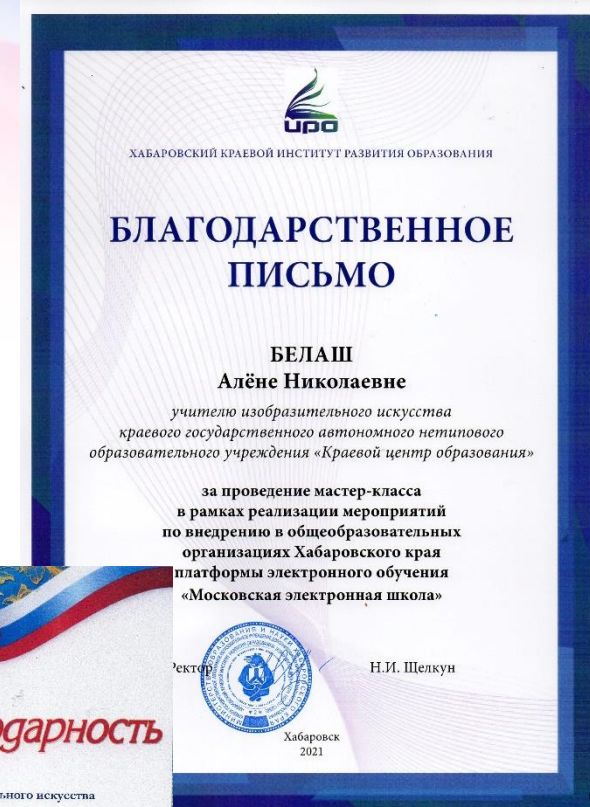 ИРО
ХАБАРОВСКИЙ КРАЕВОЙ ИНСТИТУТ РАЗВИТИЯ ОБРАЗОВАНИЯ
БЛАГОДАРСТВЕННОЕ
ПИСЬМО
БЕЛАШ
Алёне Николаевне
учителю изобразительного искусства
краевого государственного автономного нетипового
образовательного учреждения «Краевой центр образования»
за проведение мастер-класса
в рамках реализации мероприятий
по внедрению в общеобразовательных
организациях Хабаровского края
платформы электронного обучения
«Московская электронная школа»
Ректор Н.И. Щелкун
Хабаровск
2021
одарность
ьного искусства